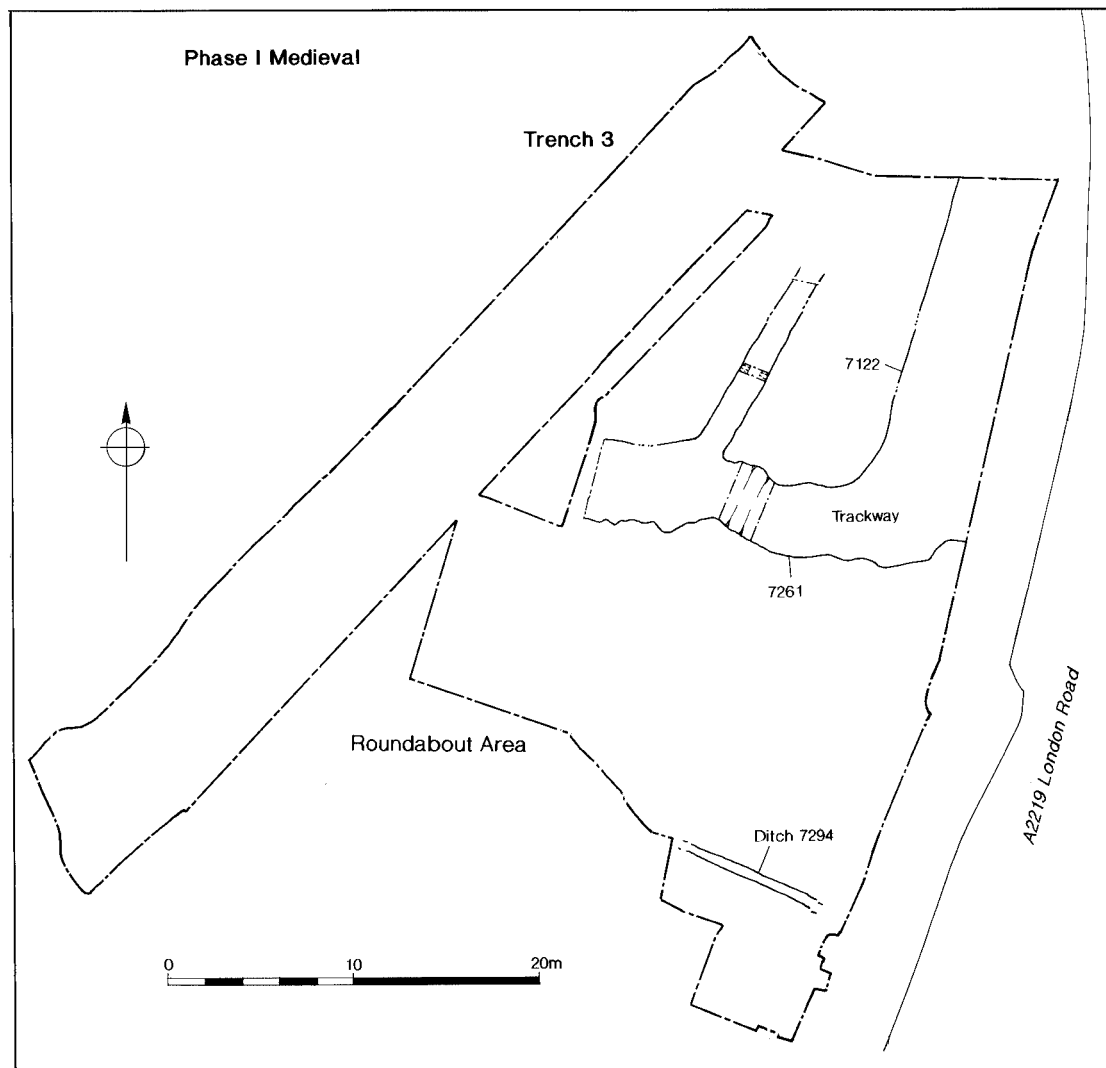 Phase I Medieval
Trench 3
7122
Trackway
7261
A2219 London Road
Roundabout Area
Ditch 7294
0 10 20m